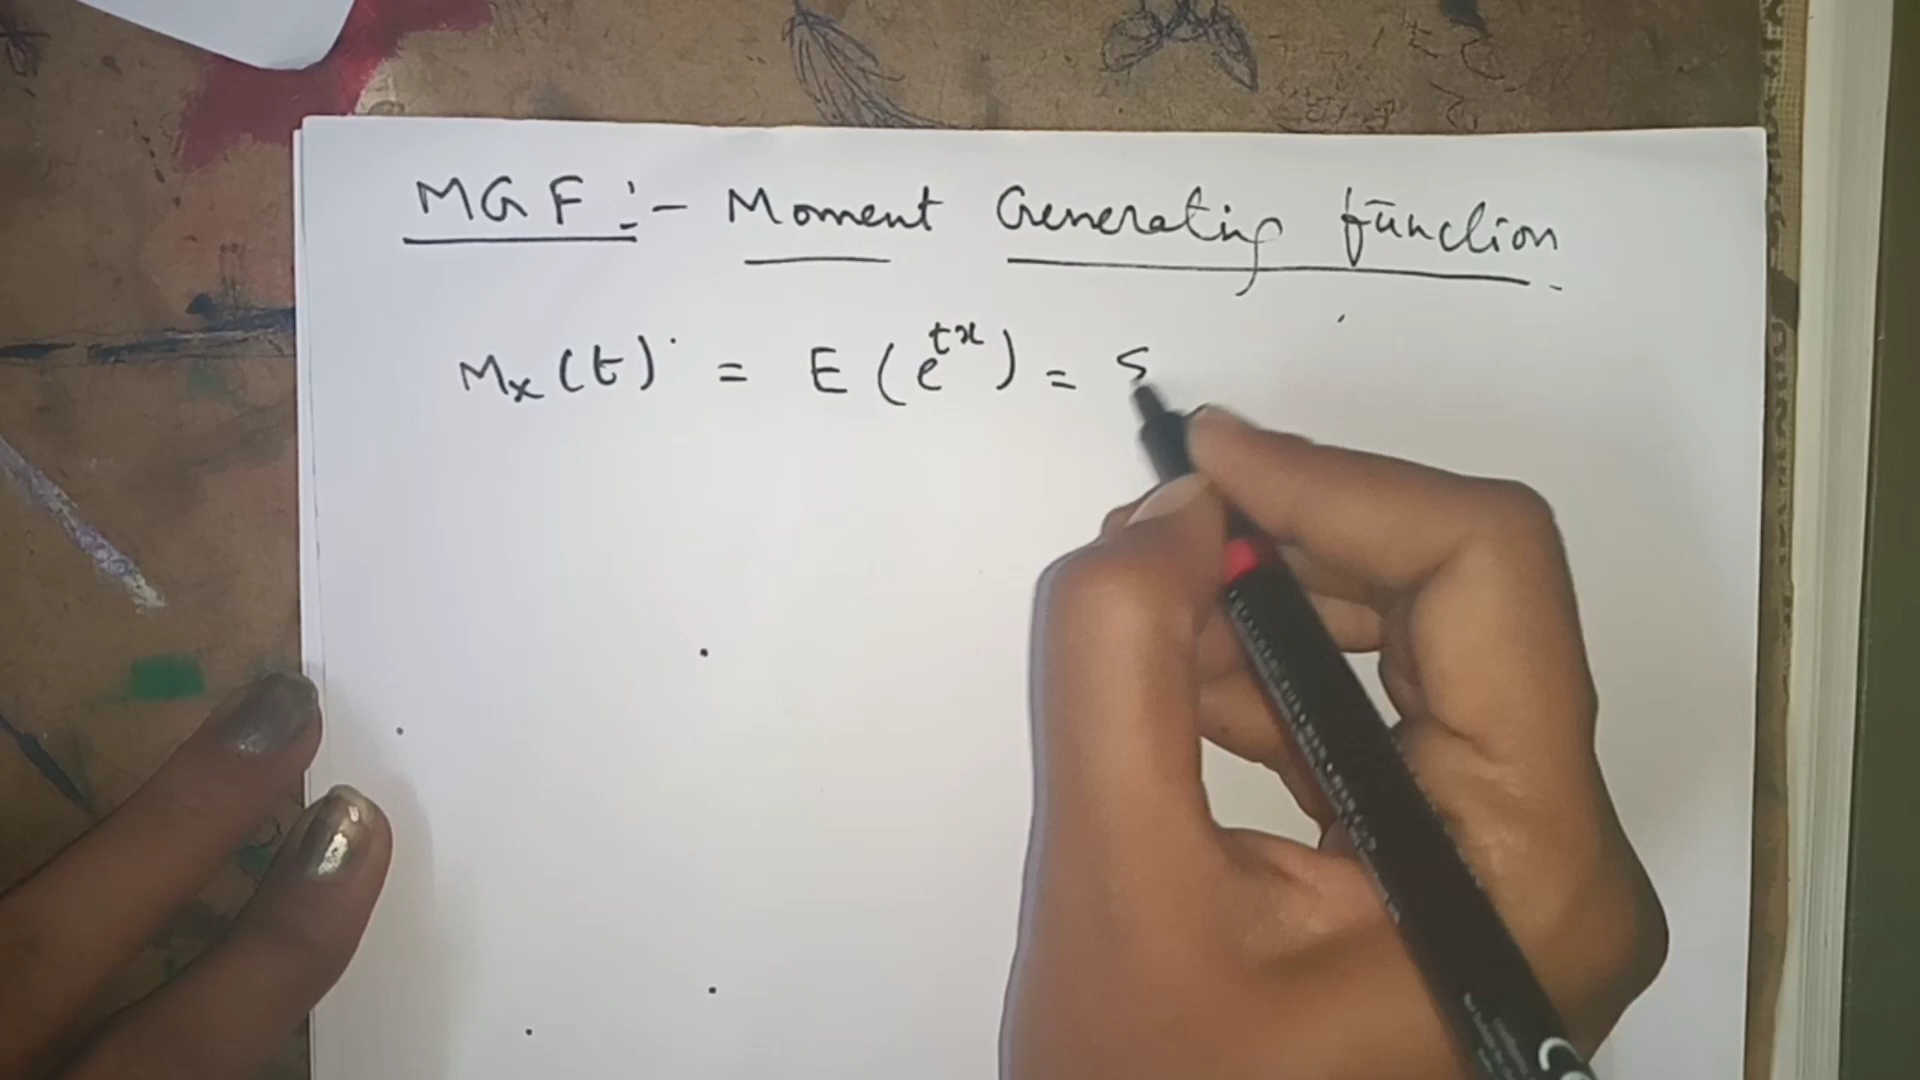 MGF :- Moment Generating function.
Mx(t) = E(e^tx) =